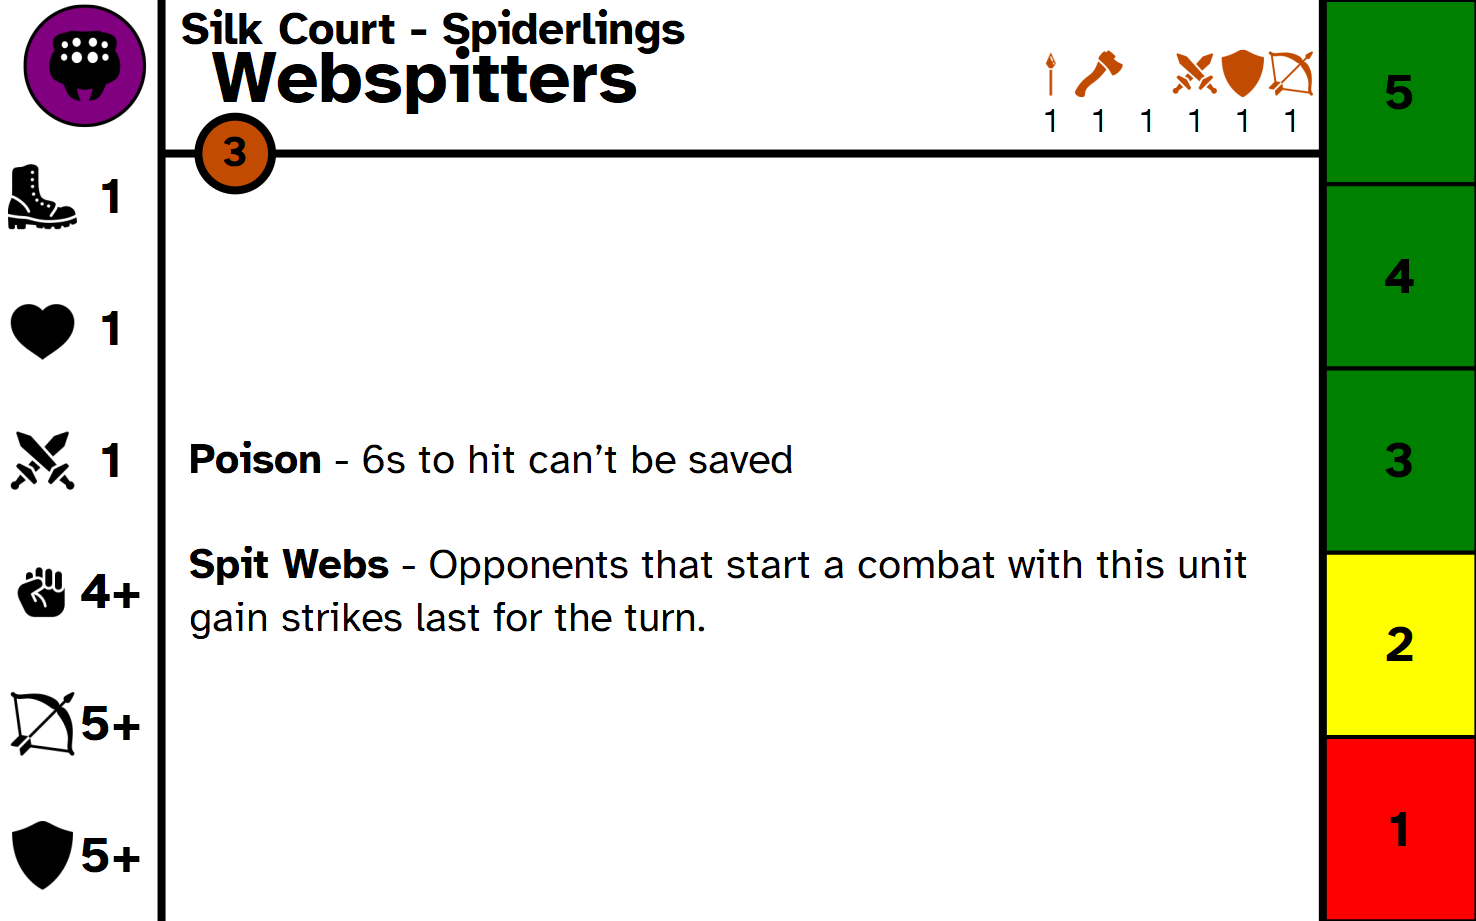 Silk Court - Spiderlings
Webspitters
1 1 1 1 1 1
3
1
1
1
4+
5+
5+
Poison - 6s to hit can’t be saved
Spit Webs - Opponents that start a combat with this unit
gain strikes last for the turn.
5
4
3
2
1